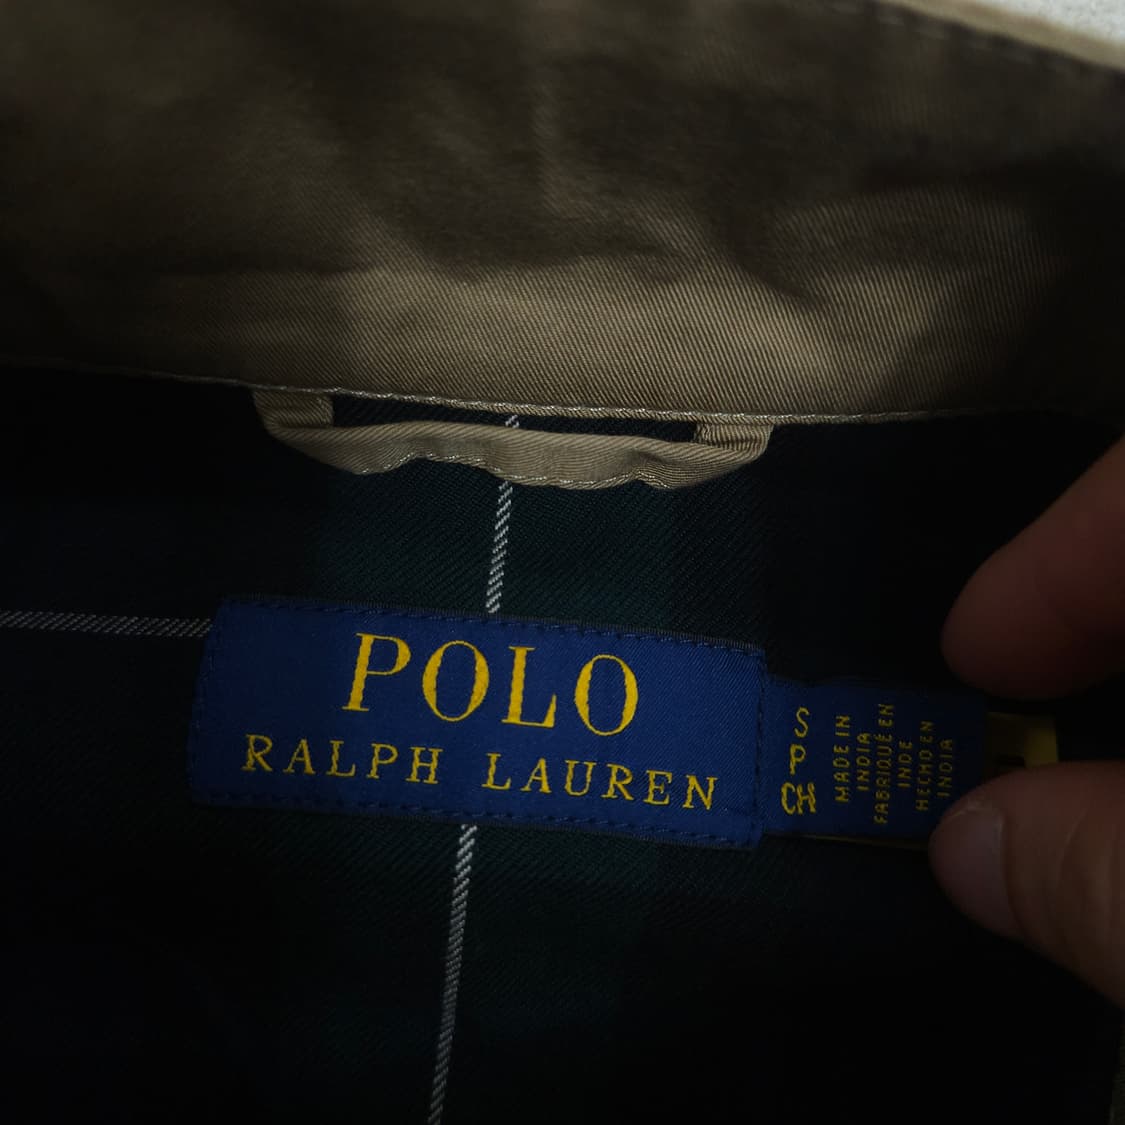 POLO
RALPH LAUREN
S
P
CH
MADE IN
INDIA
FABRIQUÉ EN
INDE
HECHO EN
INDIA